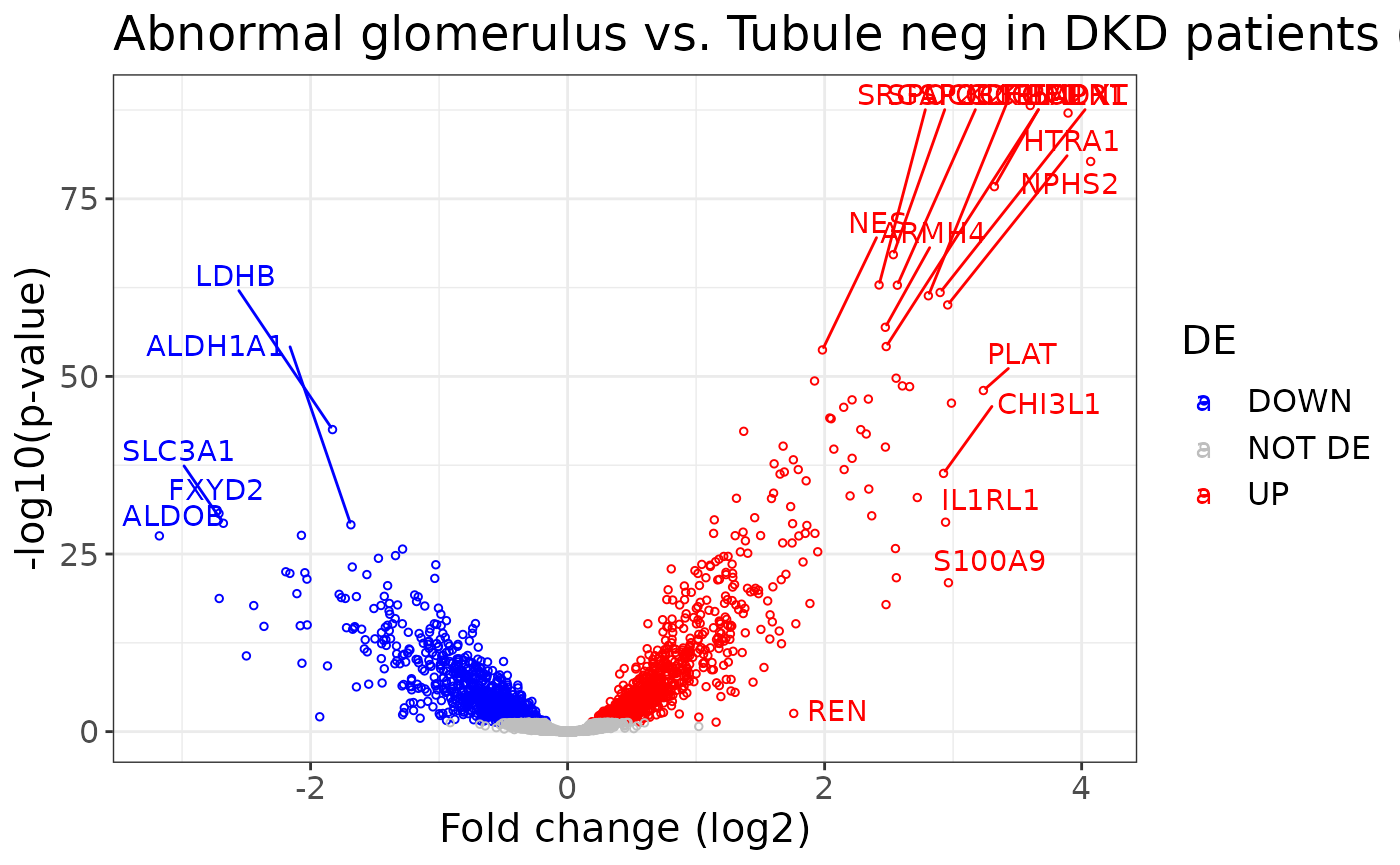 Abnormal glomerulus vs. Tubule neg in DKD patients (
HTRA1
NPHS2
NES
ARMH4
LDHB
ALDH1A1
PLAT
CHI3L1
SLC3A1
FXYD2
ALDOB
IL1RL1
S100A9
REN
75
50
25
0
-2
0
2
4
-log10(p-value)
Fold change (log2)
DE
a DOWN
a NOT DE
a UP